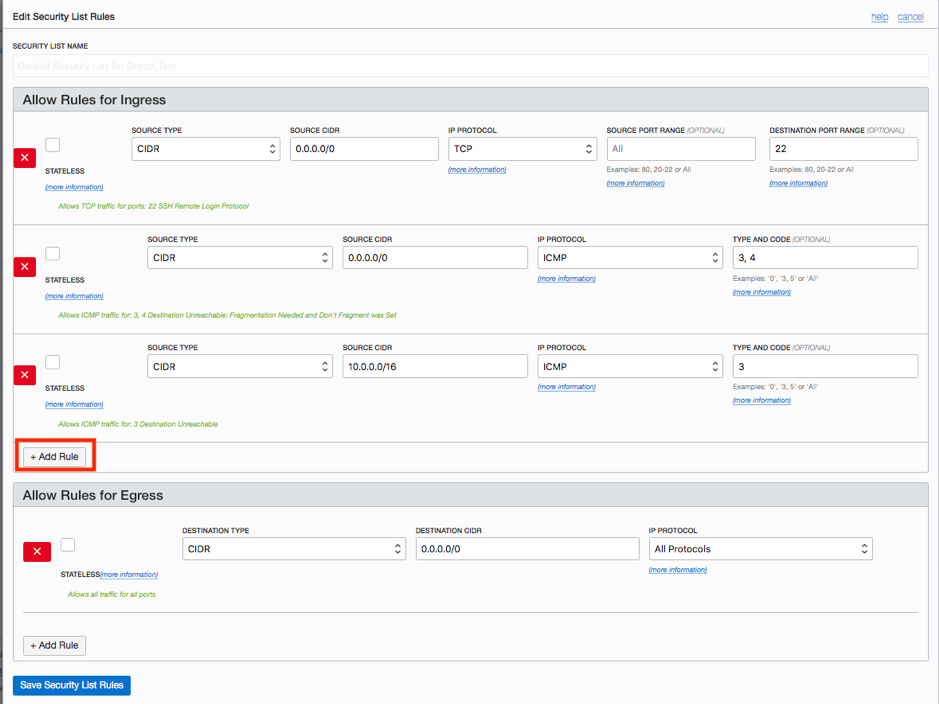 Edit Security List Rules
help cancel
SECURITY LIST NAME
Default Security List for Group_Test
Allow Rules for Ingress
SOURCE TYPE SOURCE CIDR IP PROTOCOL SOURCE PORT RANGE (OPTIONAL) DESTINATION PORT RANGE (OPTIONAL)
CIDR 0.0.0.0/0 TCP All 22
STATELESS (more information) Examples: 80, 20-22 or All Examples: 80, 20-22 or All
(more information) (more information) (more information)
Allows TCP traffic for ports: 22 SSH Remote Login Protocol
SOURCE TYPE SOURCE CIDR IP PROTOCOL TYPE AND CODE (OPTIONAL)
CIDR 0.0.0.0/0 ICMP 3, 4
STATELESS (more information) Examples: '0', '3, 5' or 'All'
(more information) (more information)
Allows ICMP traffic for: 3, 4 Destination Unreachable: Fragmentation Needed and Don't Fragment was Set
SOURCE TYPE SOURCE CIDR IP PROTOCOL TYPE AND CODE (OPTIONAL)
CIDR 10.0.0.0/16 ICMP 3
STATELESS (more information) Examples: '0', '3, 5' or 'All'
(more information) (more information)
Allows ICMP traffic for: 3 Destination Unreachable
+ Add Rule
Allow Rules for Egress
DESTINATION TYPE DESTINATION CIDR IP PROTOCOL
CIDR 0.0.0.0/0 All Protocols
STATELESS(more information) (more information)
Allows all traffic for all ports
+ Add Rule
Save Security List Rules